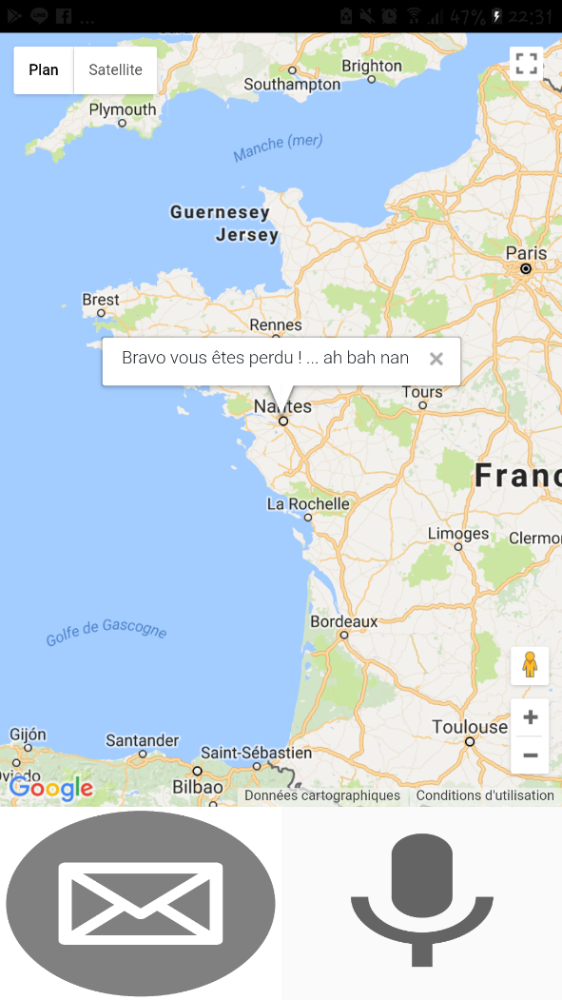 ... 47% 22:31
Plan Satellite
Brighton
Southampton
Plymouth
Manche (mer)
Guernesey
Jersey
Paris
Brest
Rennes
Bravo vous êtes perdu ! ... ah bah nan
Tours
Nantes
Franc
La Rochelle
Limoges Clermo
Bordeaux
Golfe de Gascogne
Toulouse
Gijón
Santander
Saint-Sébastien
Oviedo
Bilbao
Google
Données cartographiques Conditions d'utilisation